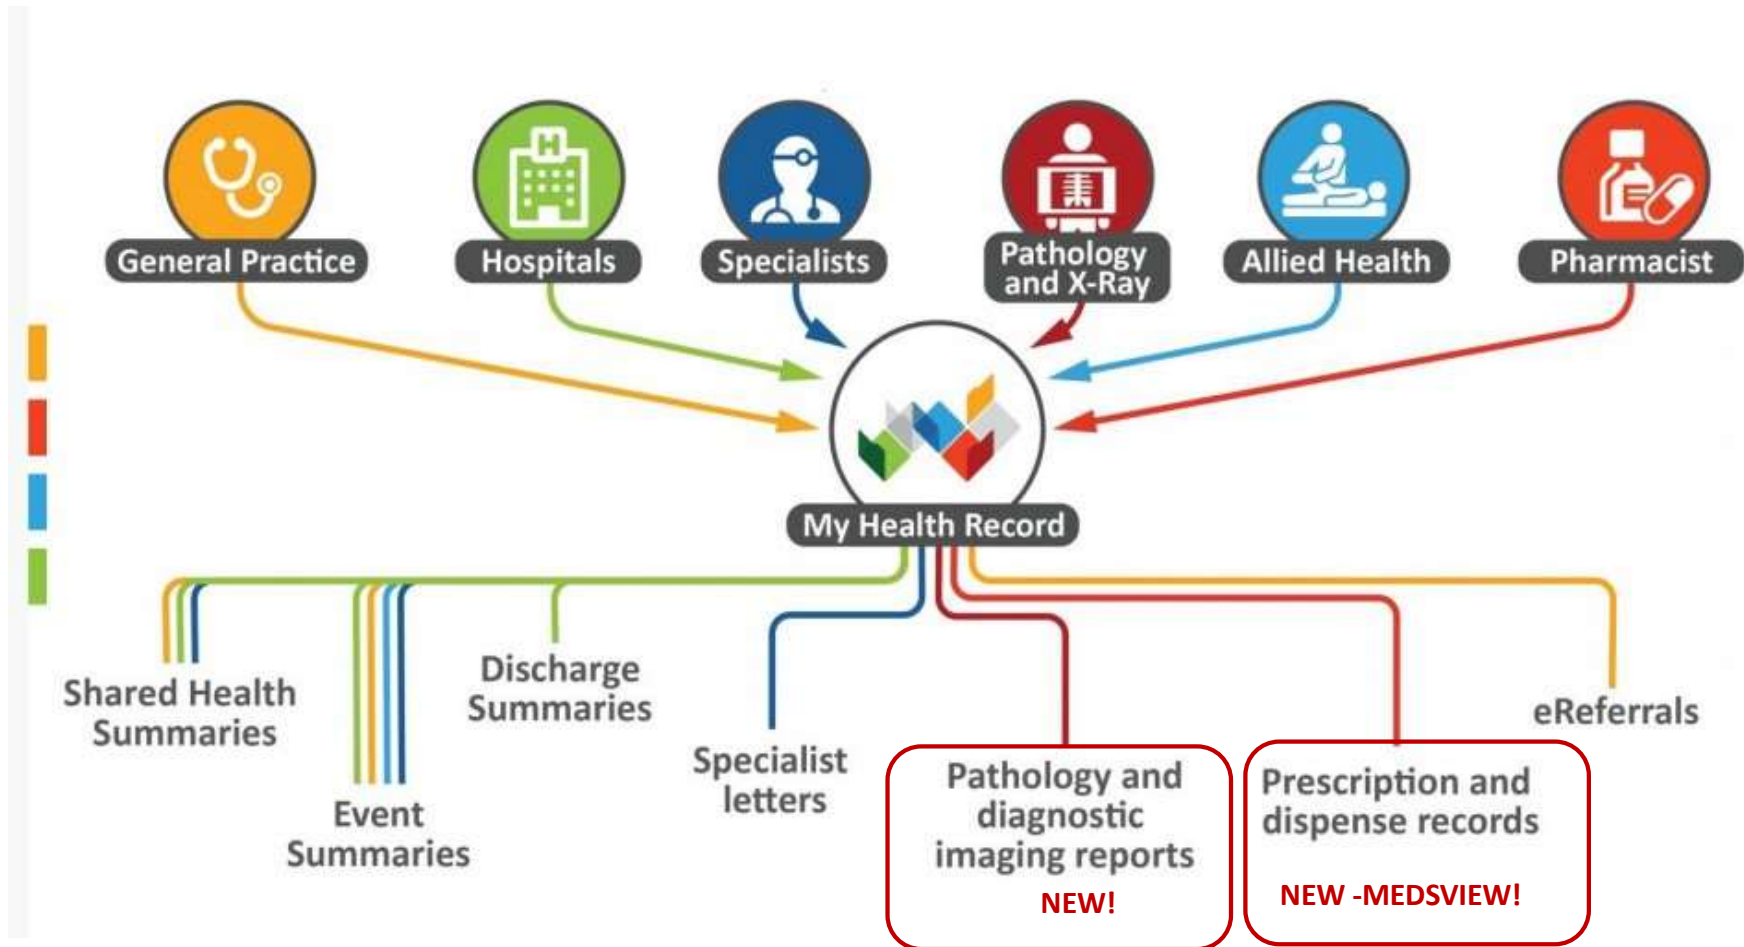 H
General Practice
Hospitals
Specialists
Pathology
and X-Ray
Allied Health
Pharmacist
My Health Record
Shared Health
Summaries
Event
Summaries
Discharge
Summaries
Specialist
letters
Pathology and
diagnostic
imaging reports
NEW!
Prescription and
dispense records
NEW -MEDSVIEW!
eReferrals